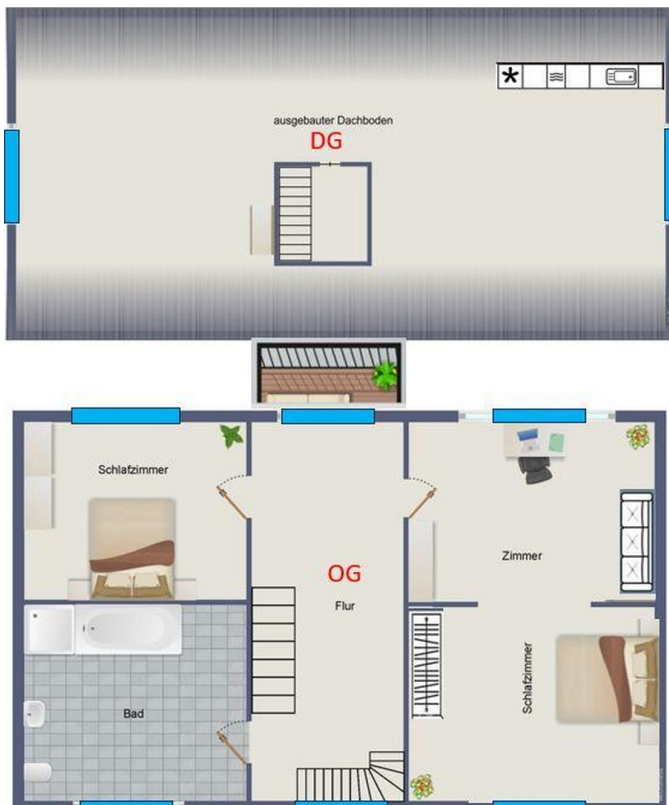 ausgebauter Dachboden
DG
Schlafzimmer
Zimmer
OG
Flur
Schlafzimmer
Bad